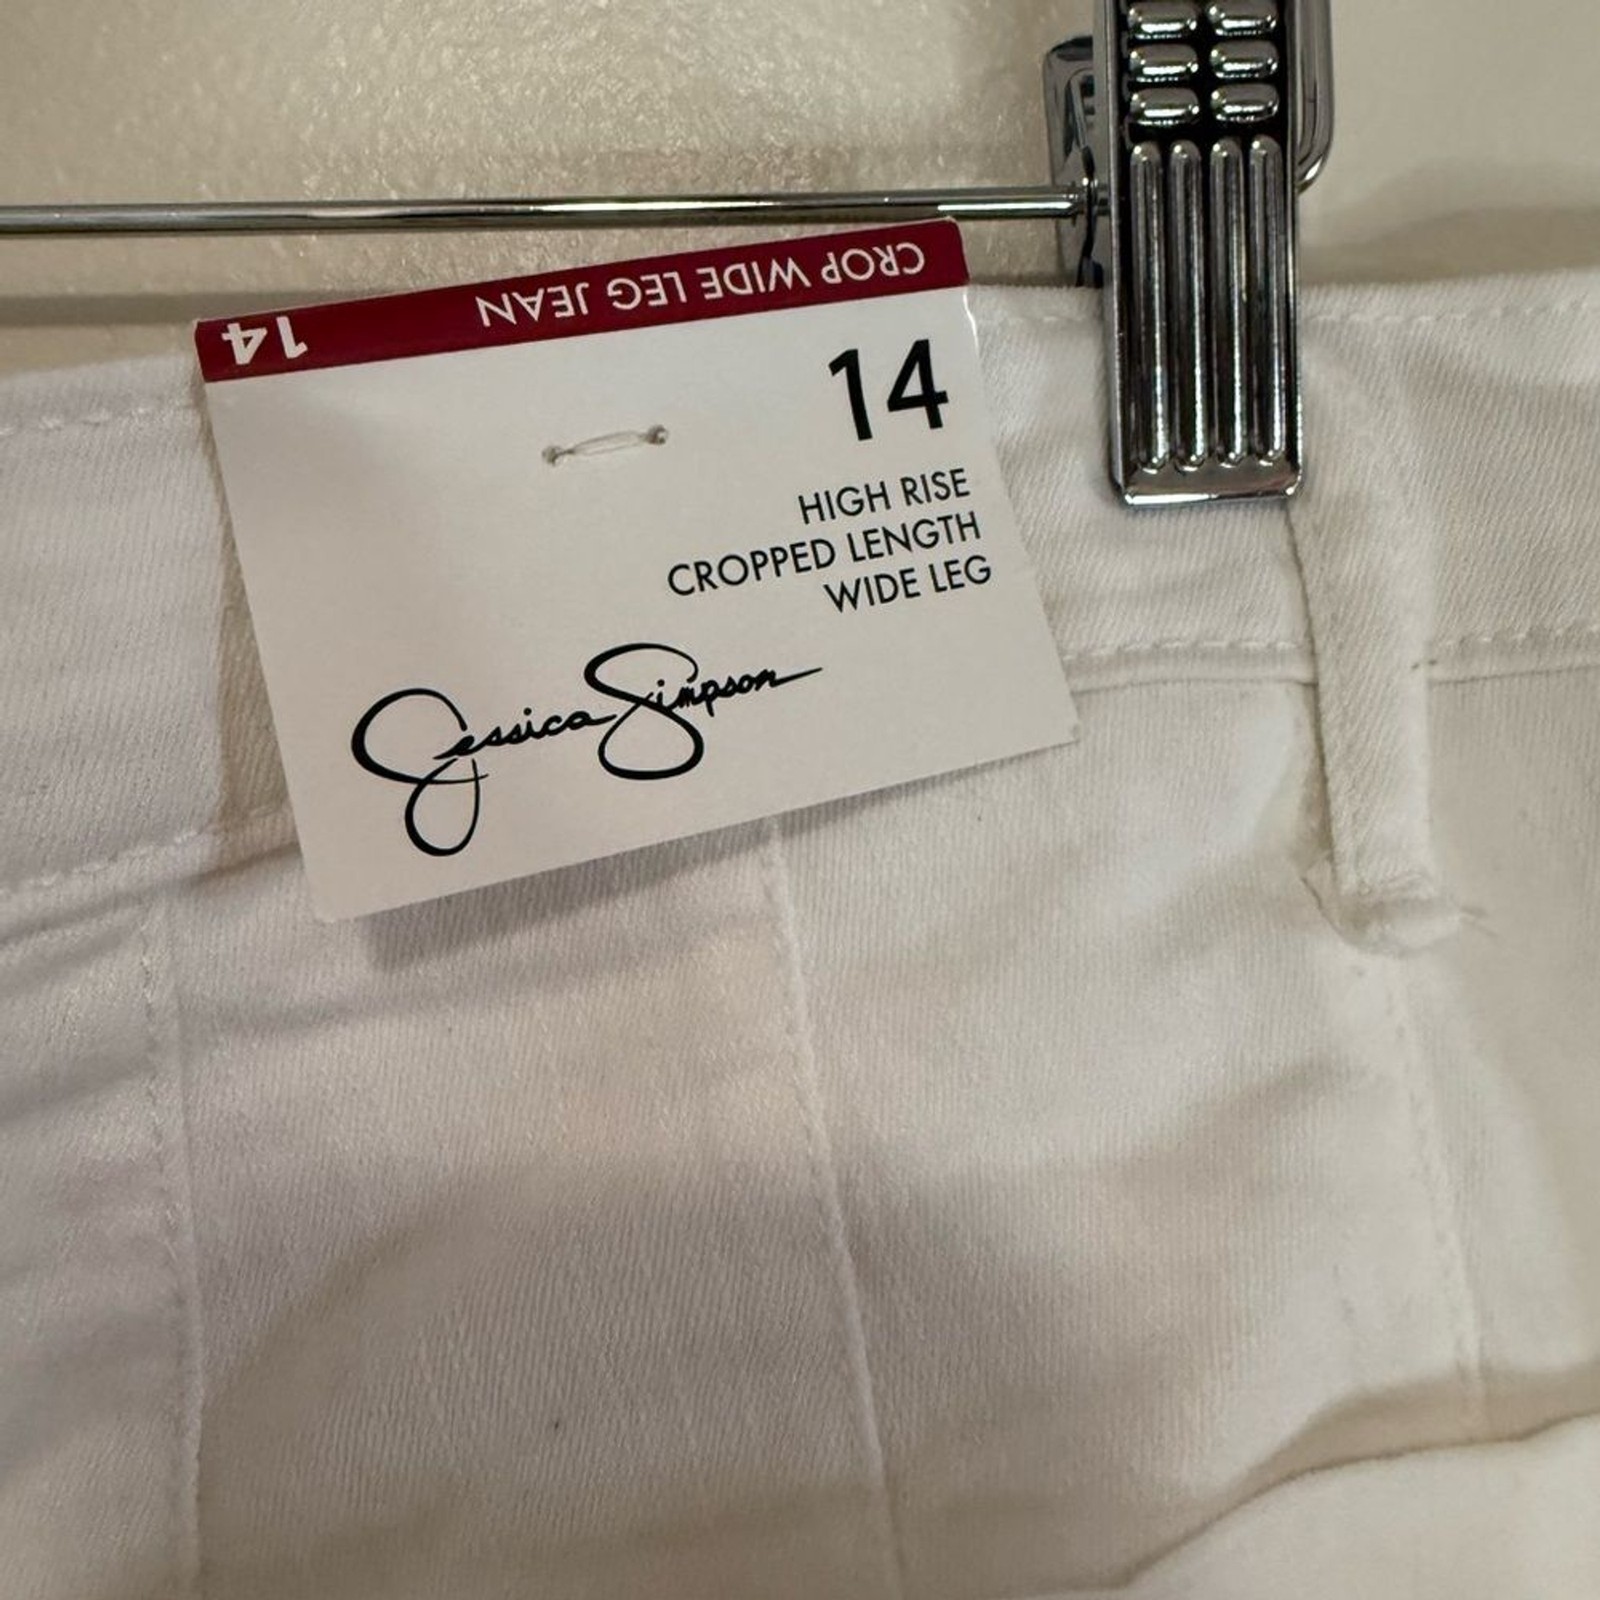 CROP WIDE LEG JEAN 14
14
HIGH RISE
CROPPED LENGTH
WIDE LEG
Jessica Simpson